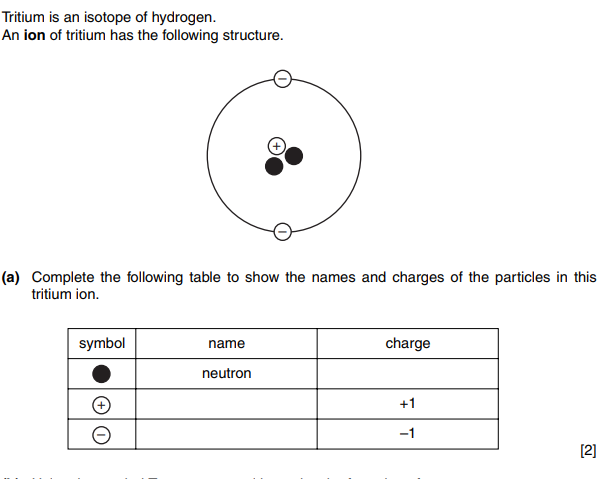 Tritium is an isotope of hydrogen.
An ion of tritium has the following structure.
−
+
−
(a) Complete the following table to show the names and charges of the particles in this
tritium ion.
symbol name charge
neutron
+ +1
− −1
[2]